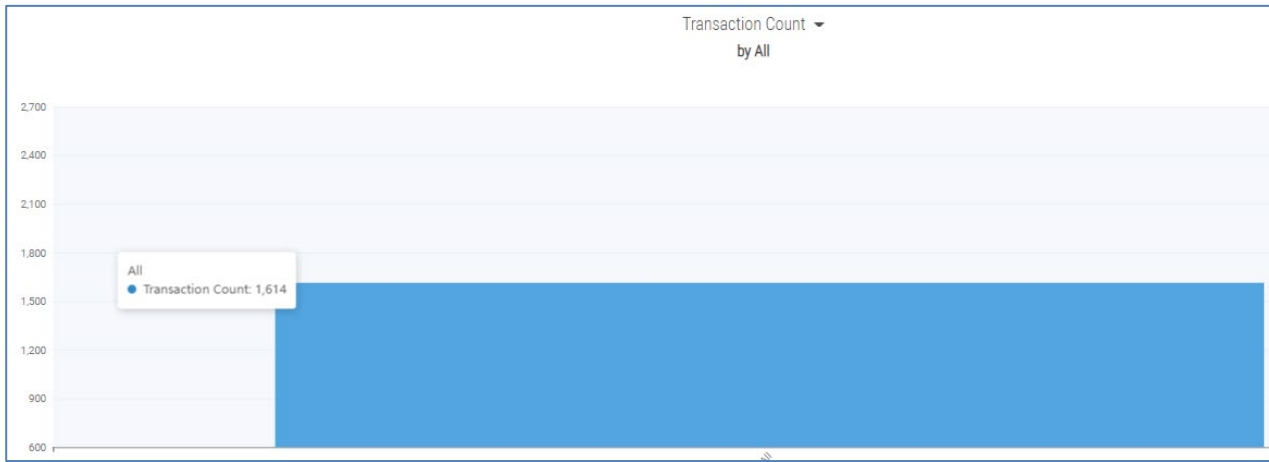 Transaction Count
by All
2,700
2,400
2,100
1,800
All
Transaction Count: 1,614
1,500
1,200
900
600
All